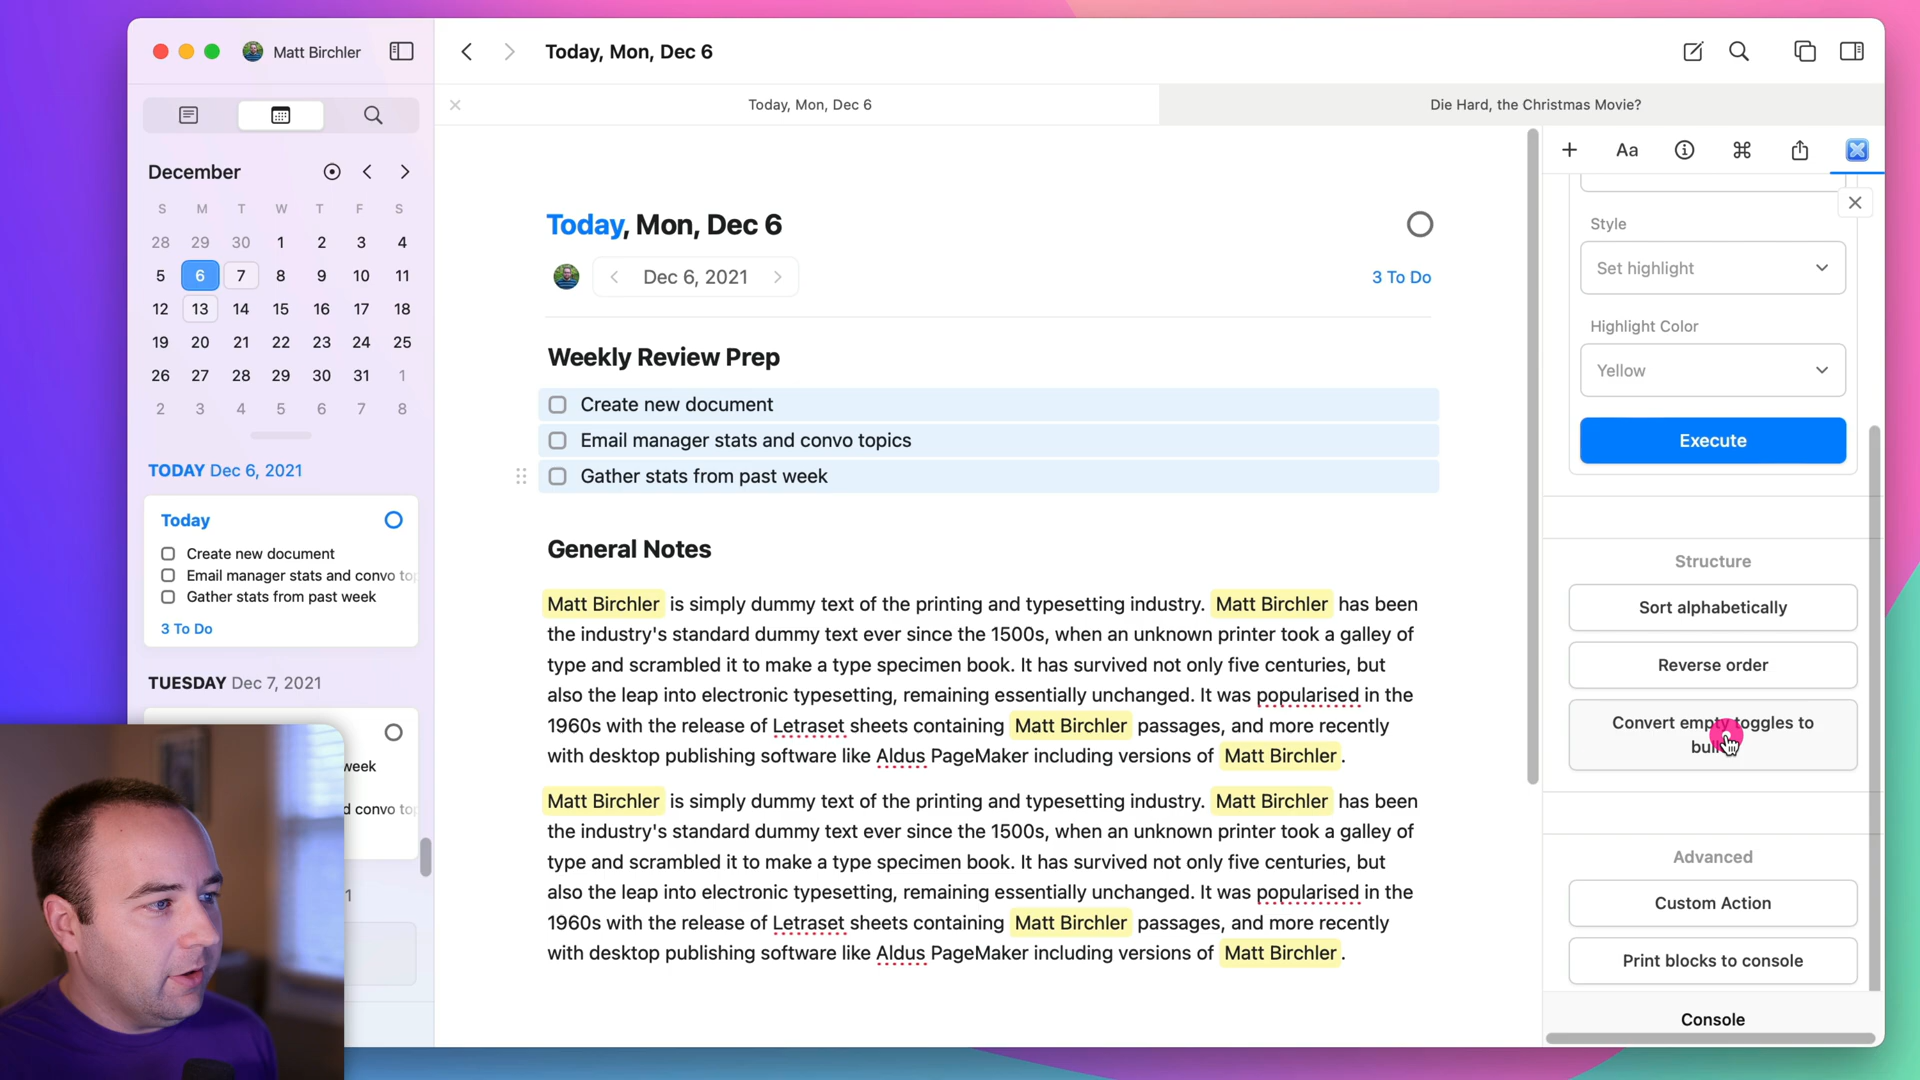 Matt Birchler
Today, Mon, Dec 6
Today, Mon, Dec 6
Die Hard, the Christmas Movie?
December
S M T W T F S
28 29 30 1 2 3 4
5 6 7 8 9 10 11
12 13 14 15 16 17 18
19 20 21 22 23 24 25
26 27 28 29 30 31 1
2 3 4 5 6 7 8
TODAY Dec 6, 2021
Today
Create new document
Email manager stats and convo top
Gather stats from past week
3 To Do
TUESDAY Dec 7, 2021
week
d convo top
1
Today, Mon, Dec 6
Dec 6, 2021
3 To Do
Weekly Review Prep
Create new document
Email manager stats and convo topics
Gather stats from past week
General Notes
Matt Birchler is simply dummy text of the printing and typesetting industry. Matt Birchler has been
the industry's standard dummy text ever since the 1500s, when an unknown printer took a galley of
type and scrambled it to make a type specimen book. It has survived not only five centuries, but
also the leap into electronic typesetting, remaining essentially unchanged. It was popularised in the
1960s with the release of Letraset sheets containing Matt Birchler passages, and more recently
with desktop publishing software like Aldus PageMaker including versions of Matt Birchler.
Matt Birchler is simply dummy text of the printing and typesetting industry. Matt Birchler has been
the industry's standard dummy text ever since the 1500s, when an unknown printer took a galley of
type and scrambled it to make a type specimen book. It has survived not only five centuries, but
also the leap into electronic typesetting, remaining essentially unchanged. It was popularised in the
1960s with the release of Letraset sheets containing Matt Birchler passages, and more recently
with desktop publishing software like Aldus PageMaker including versions of Matt Birchler.
Aa
Style
Set highlight
Highlight Color
Yellow
Execute
Structure
Sort alphabetically
Reverse order
Convert empty toggles to
Advanced
Custom Action
Print blocks to console
Console